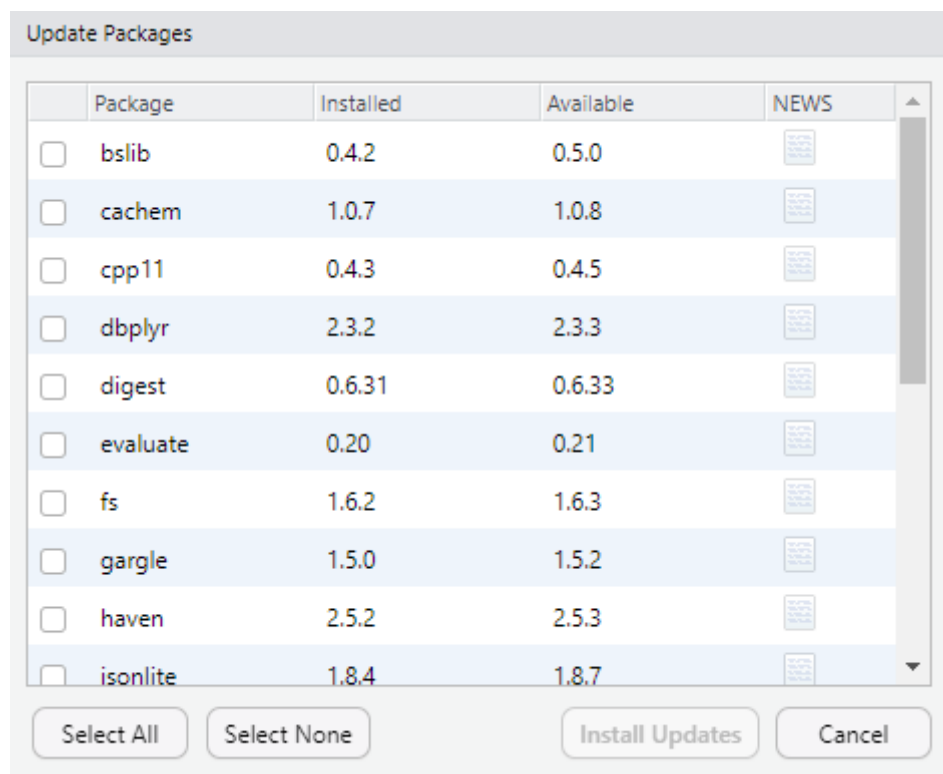 Update Packages
Package Installed Available NEWS
bslib 0.4.2 0.5.0
cachem 1.0.7 1.0.8
cpp11 0.4.3 0.4.5
dbplyr 2.3.2 2.3.3
digest 0.6.31 0.6.33
evaluate 0.20 0.21
fs 1.6.2 1.6.3
gargle 1.5.0 1.5.2
haven 2.5.2 2.5.3
jsonlite 1.8.4 1.8.7
Select All Select None Install Updates Cancel